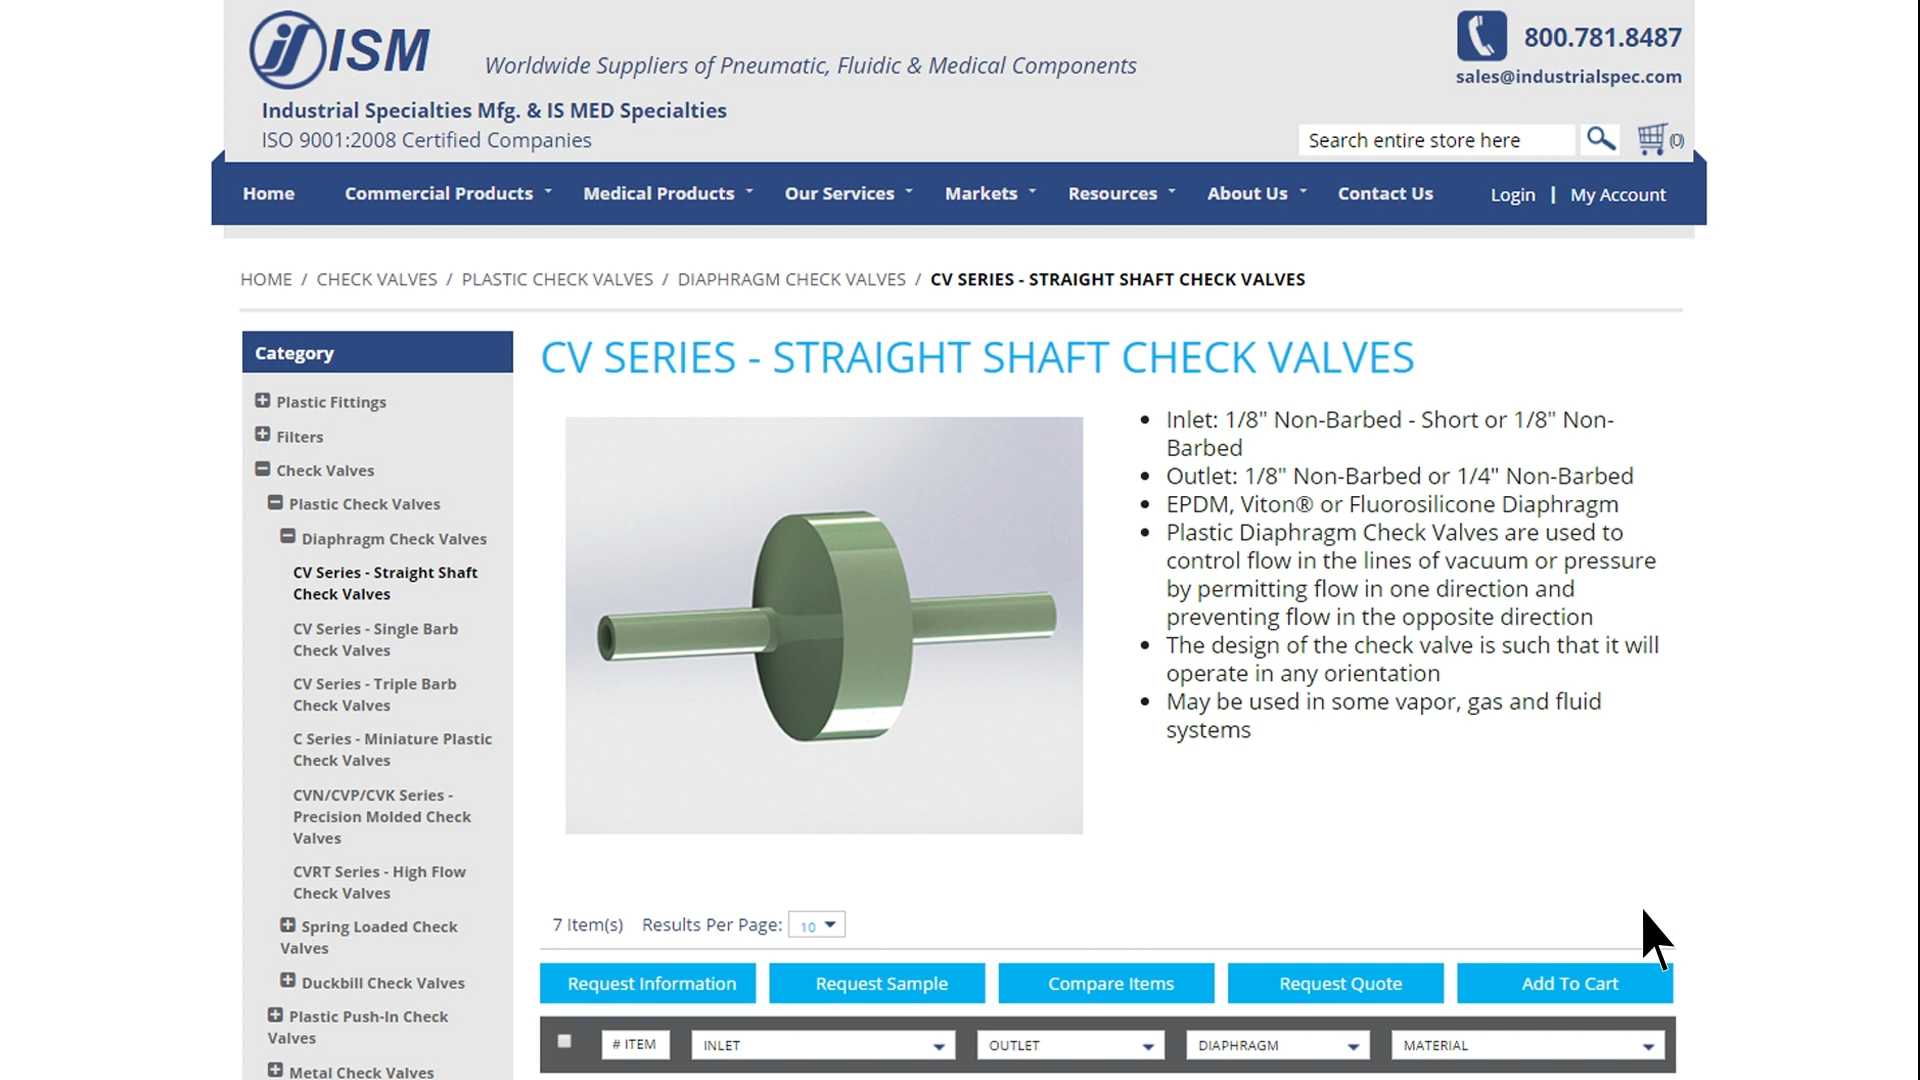 ISM
Worldwide Suppliers of Pneumatic, Fluidic & Medical Components
800.781.8487
sales@industrialspec.com
Industrial Specialties Mfg. & IS MED Specialties
ISO 9001:2008 Certified Companies
Search entire store here
(0)
Home Commercial Products Medical Products Our Services Markets Resources About Us Contact Us Login | My Account
HOME / CHECK VALVES / PLASTIC CHECK VALVES / DIAPHRAGM CHECK VALVES / CV SERIES - STRAIGHT SHAFT CHECK VALVES
Category
Plastic Fittings
Filters
Check Valves
Plastic Check Valves
Diaphragm Check Valves
CV Series - Straight Shaft
Check Valves
CV Series - Single Barb
Check Valves
CV Series - Triple Barb
Check Valves
C Series - Miniature Plastic
Check Valves
CVN/CVP/CVK Series -
Precision Molded Check
Valves
CVRT Series - High Flow
Check Valves
Spring Loaded Check
Valves
Duckbill Check Valves
Plastic Push-In Check
Valves
Metal Check Valves
CV SERIES - STRAIGHT SHAFT CHECK VALVES
• Inlet: 1/8" Non-Barbed - Short or 1/8" Non-
Barbed
• Outlet: 1/8" Non-Barbed or 1/4" Non-Barbed
• EPDM, Viton® or Fluorosilicone Diaphragm
• Plastic Diaphragm Check Valves are used to
control flow in the lines of vacuum or pressure
by permitting flow in one direction and
preventing flow in the opposite direction
• The design of the check valve is such that it will
operate in any orientation
• May be used in some vapor, gas and fluid
systems
7 Item(s) Results Per Page: 10
Request Information Request Sample Compare Items Request Quote Add To Cart
# ITEM INLET OUTLET DIAPHRAGM MATERIAL